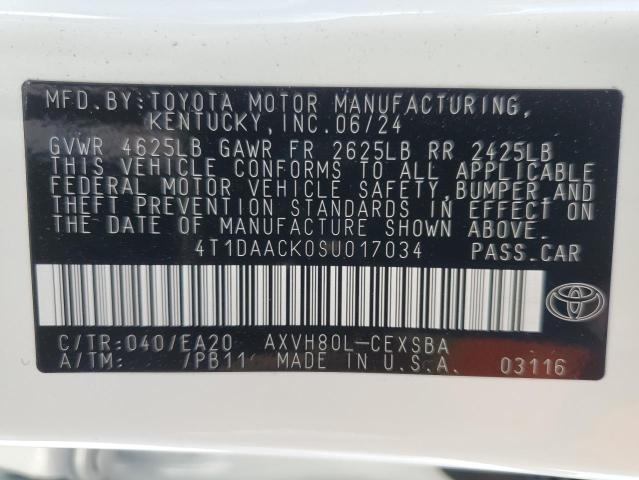 MFD. BY: TOYOTA MOTOR MANUFACTURING,
KENTUCKY, INC. 06/24
GVWR 4625LB GAWR FR 2625LB RR 2425LB
THIS VEHICLE CONFORMS TO ALL APPLICABLE
FEDERAL MOTOR VEHICLE SAFETY, BUMPER AND
THEFT PREVENTION STANDARDS IN EFFECT ON
THE DATE OF MANUFACTURE SHOWN ABOVE.
4T1DAACK0SU017034 PASS.CAR
C/TR:040/EA20 AXVH80L-CEXSBA
A/TM: /PB11 MADE IN U.S.A. 03116